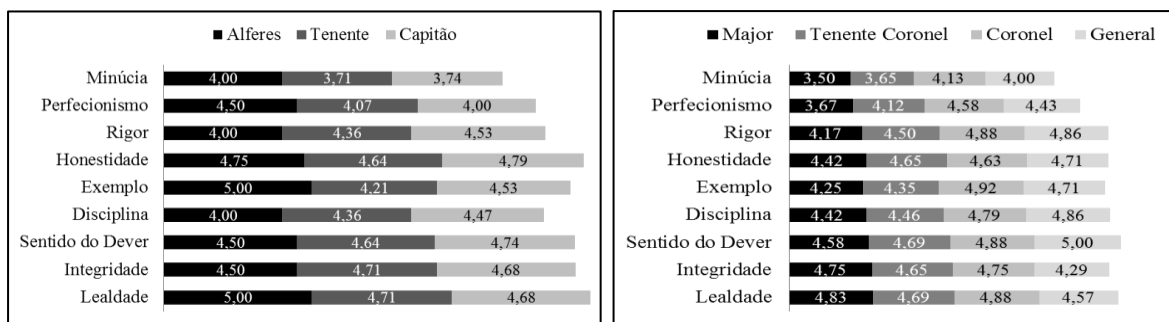 Alferes Tenente Capitão
Minúcia 4,00 3,71 3,74
Perfecionismo 4,50 4,07 4,00
Rigor 4,00 4,36 4,53
Honestidade 4,75 4,64 4,79
Exemplo 5,00 4,21 4,53
Disciplina 4,00 4,36 4,47
Sentido do Dever 4,50 4,64 4,74
Integridade 4,50 4,71 4,68
Lealdade 5,00 4,71 4,68
Major Tenente Coronel Coronel General
Minúcia 3,50 3,65 4,13 4,00
Perfecionismo 3,67 4,12 4,58 4,43
Rigor 4,17 4,50 4,88 4,86
Honestidade 4,42 4,65 4,63 4,71
Exemplo 4,25 4,35 4,92 4,71
Disciplina 4,42 4,46 4,79 4,86
Sentido do Dever 4,58 4,69 4,88 5,00
Integridade 4,75 4,65 4,75 4,29
Lealdade 4,83 4,69 4,88 4,57